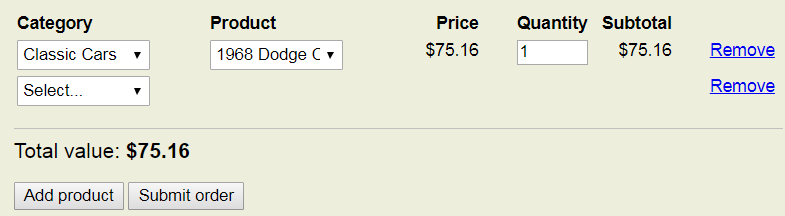 Category Product Price Quantity Subtotal
Classic Cars 1968 Dodge C $75.16 1 $75.16 Remove
Select... Remove
Total value: $75.16
Add product Submit order